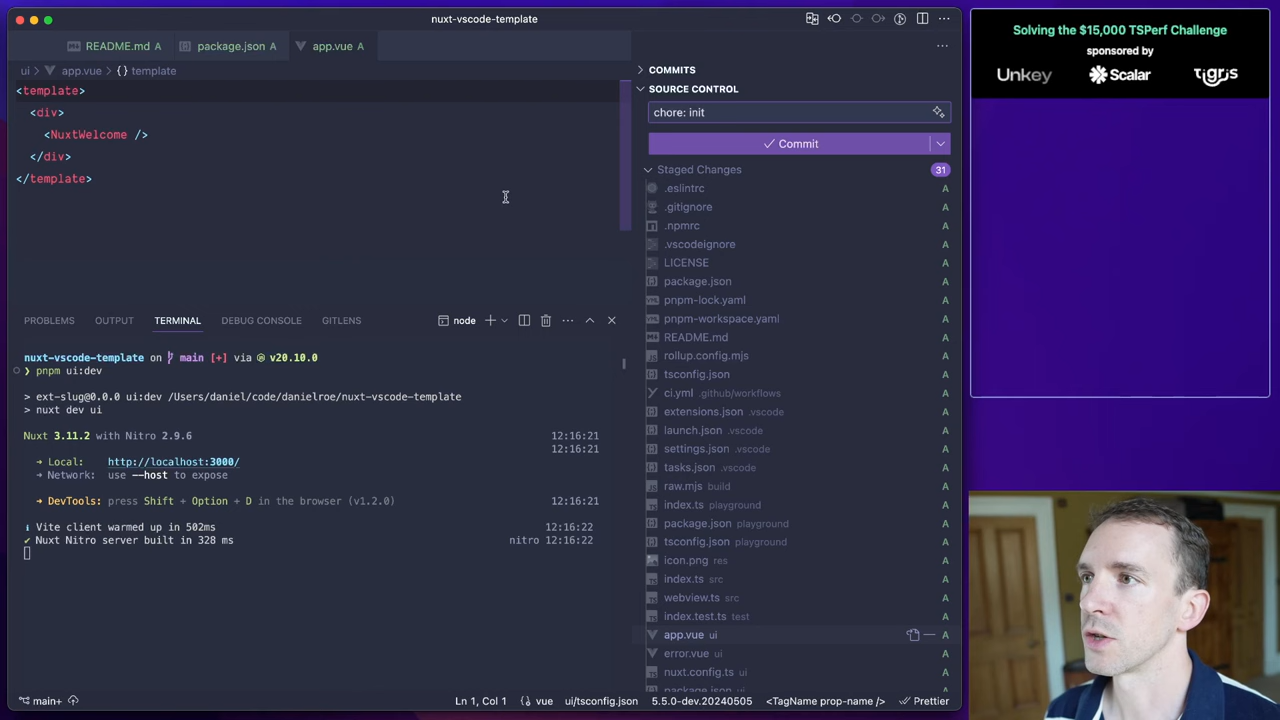 nuxt-vscode-template
README.md A
package.json A
app.vue A
ui > app.vue > {} template
<template>
<div>
<NuxtWelcome />
</div>
</template>
PROBLEMS
OUTPUT
TERMINAL
DEBUG CONSOLE
GITLENS
node
nuxt-vscode-template on main [+] via v20.10.0
❯ pnpm ui:dev
> ext-slug@0.0.0 ui:dev /Users/daniel/code/danielroe/nuxt-vscode-template
> nuxt dev ui
Nuxt 3.11.2 with Nitro 2.9.6 12:16:21
12:16:21
➜ Local: http://localhost:3000/
➜ Network: use --host to expose
➜ DevTools: press Shift + Option + D in the browser (v1.2.0) 12:16:21
ℹ Vite client warmed up in 502ms 12:16:22
✔ Nuxt Nitro server built in 328 ms nitro 12:16:22
COMMITS
SOURCE CONTROL
chore: init
Commit
Staged Changes 31
.eslintrc A
.gitignore A
.npmrc A
.vscodeignore A
LICENSE A
package.json A
pnpm-lock.yaml A
pnpm-workspace.yaml A
README.md A
rollup.config.mjs A
tsconfig.json A
ci.yml .github/workflows A
extensions.json .vscode A
launch.json .vscode A
settings.json .vscode A
tasks.json .vscode A
raw.mjs build A
index.ts playground A
package.json playground A
tsconfig.json playground A
icon.png res A
index.ts src A
webview.ts src A
index.test.ts test A
app.vue ui A
error.vue ui A
nuxt.config.ts ui A
package.json ui A
main+
Ln 1, Col 1
{} vue
ui/tsconfig.json
5.5.0-dev.20240505
<TagName prop-name />
Prettier
Solving the $15,000 TSPerf Challenge
sponsored by
Unkey
Scalar
tigris